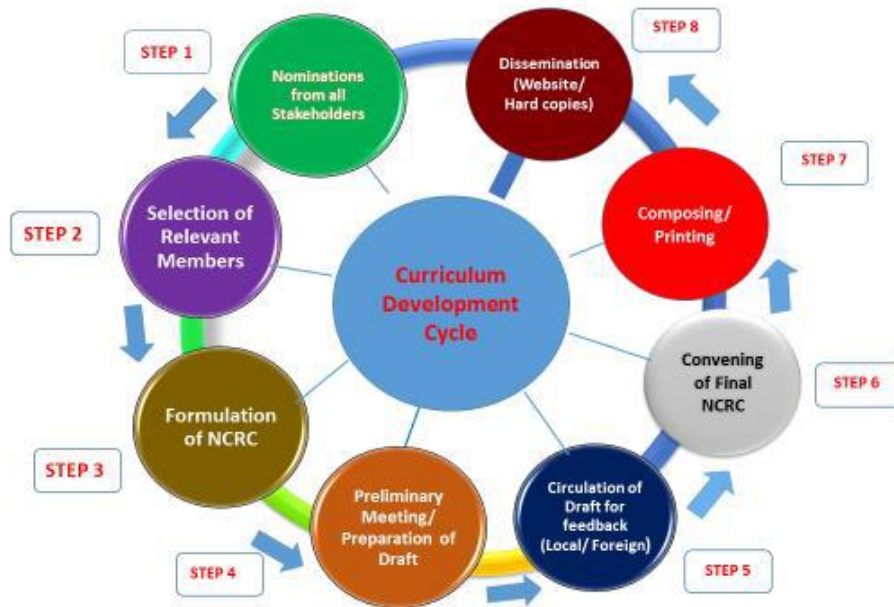 STEP 1
Nominations
from all
Stakeholders
STEP 2
Selection of
Relevant
Members
STEP 3
Formulation
of NCRC
STEP 4
Preliminary
Meeting/
Preparation of
Draft
STEP 5
Circulation of
Draft for
feedback
(Local/ Foreign)
STEP 6
Convening
of Final
NCRC
STEP 7
Composing/
Printing
STEP 8
Dissemination
(Website/
Hard copies)
Curriculum
Development
Cycle